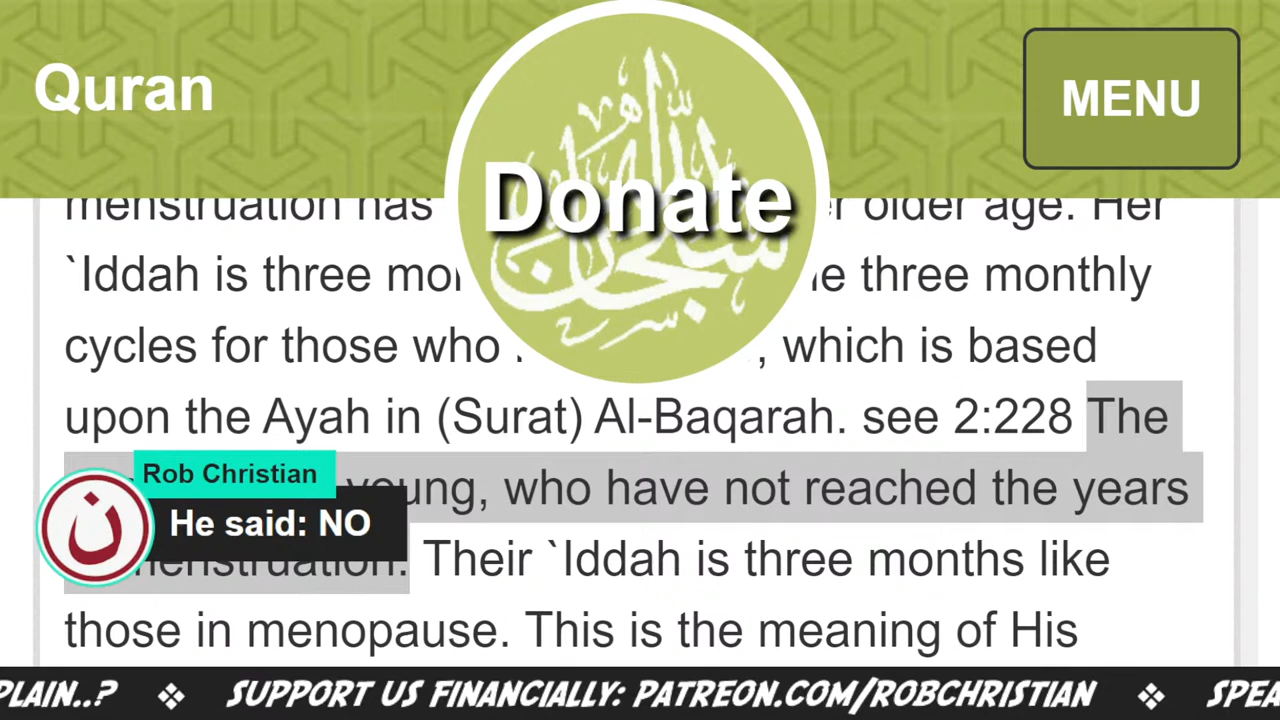 Quran
Donate
MENU
menstruation has older age. Her
`Iddah is three three monthly
cycles for those who , which is based
upon the Ayah in (Surat) Al-Baqarah. see 2:228 The
young, who have not reached the years
menstruation. Their `Iddah is three months like
those in menopause. This is the meaning of His
Rob Christian
ن
He said: NO
SUPPORT US FINANCIALLY: PATREON.COM/ROBCHRISTIAN